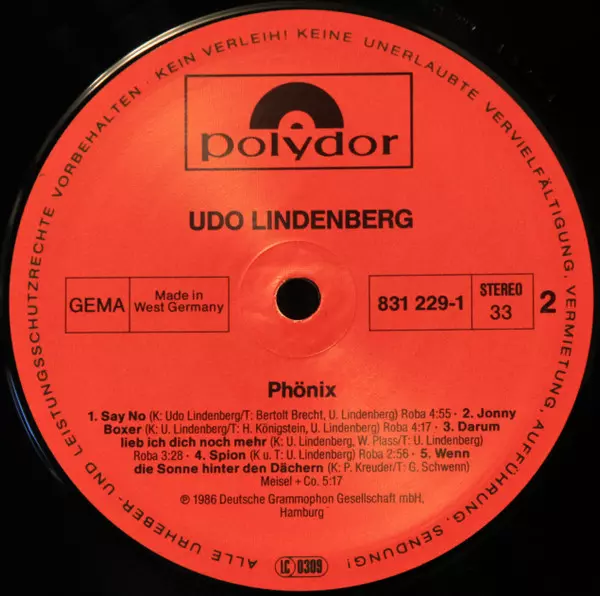 ALLE URHEBER- UND LEISTUNGSSCHUTZRECHTE VORBEHALTEN · KEIN VERLEIH! KEINE UNERLAUBTE VERVIELFÄLTIGUNG, VERMIETUNG, AUFFÜHRUNG, SENDUNG!
polydor
UDO LINDENBERG
GEMA
Made in
West Germany
831 229-1
STEREO
33
2
Phönix
1. Say No (K: Udo Lindenberg/T: Bertolt Brecht, U. Lindenberg) Roba 4:55 · 2. Jonny
Boxer (K: U. Lindenberg/T: H. Königstein, U. Lindenberg) Roba 4:17 · 3. Darum
lieb ich dich noch mehr (K: U. Lindenberg, W. Plass/T: U. Lindenberg)
Roba 3:28 · 4. Spion (K u. T: U. Lindenberg) Roba 2:56 · 5. Wenn
die Sonne hinter den Dächern (K: P. Kreuder/T: G. Schwenn)
Meisel + Co. 5:17
℗ 1986 Deutsche Grammophon Gesellschaft mbH,
Hamburg
LC 0309